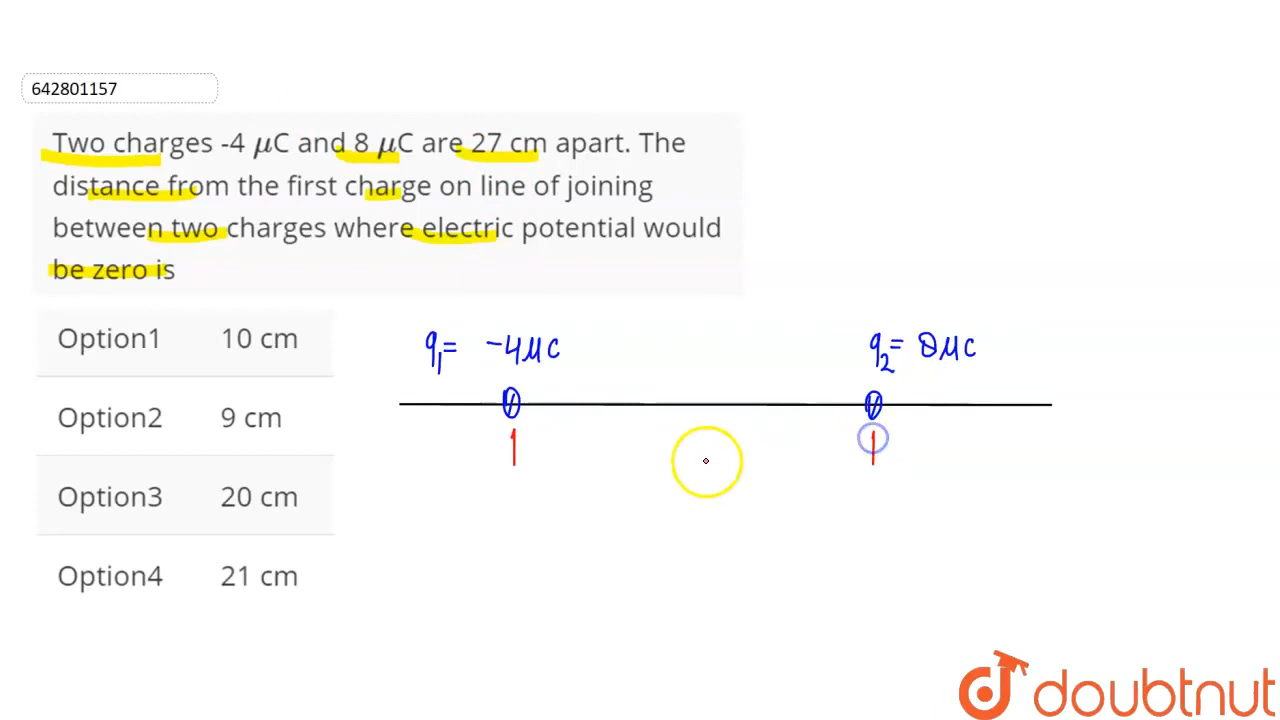 642801157
Two charges -4 μC and 8 μC are 27 cm apart. The
distance from the first charge on line of joining
between two charges where electric potential would
be zero is
Option1 10 cm
Option2 9 cm
Option3 20 cm
Option4 21 cm
q₁= -4μC
q₂= 8μC
doubtnut